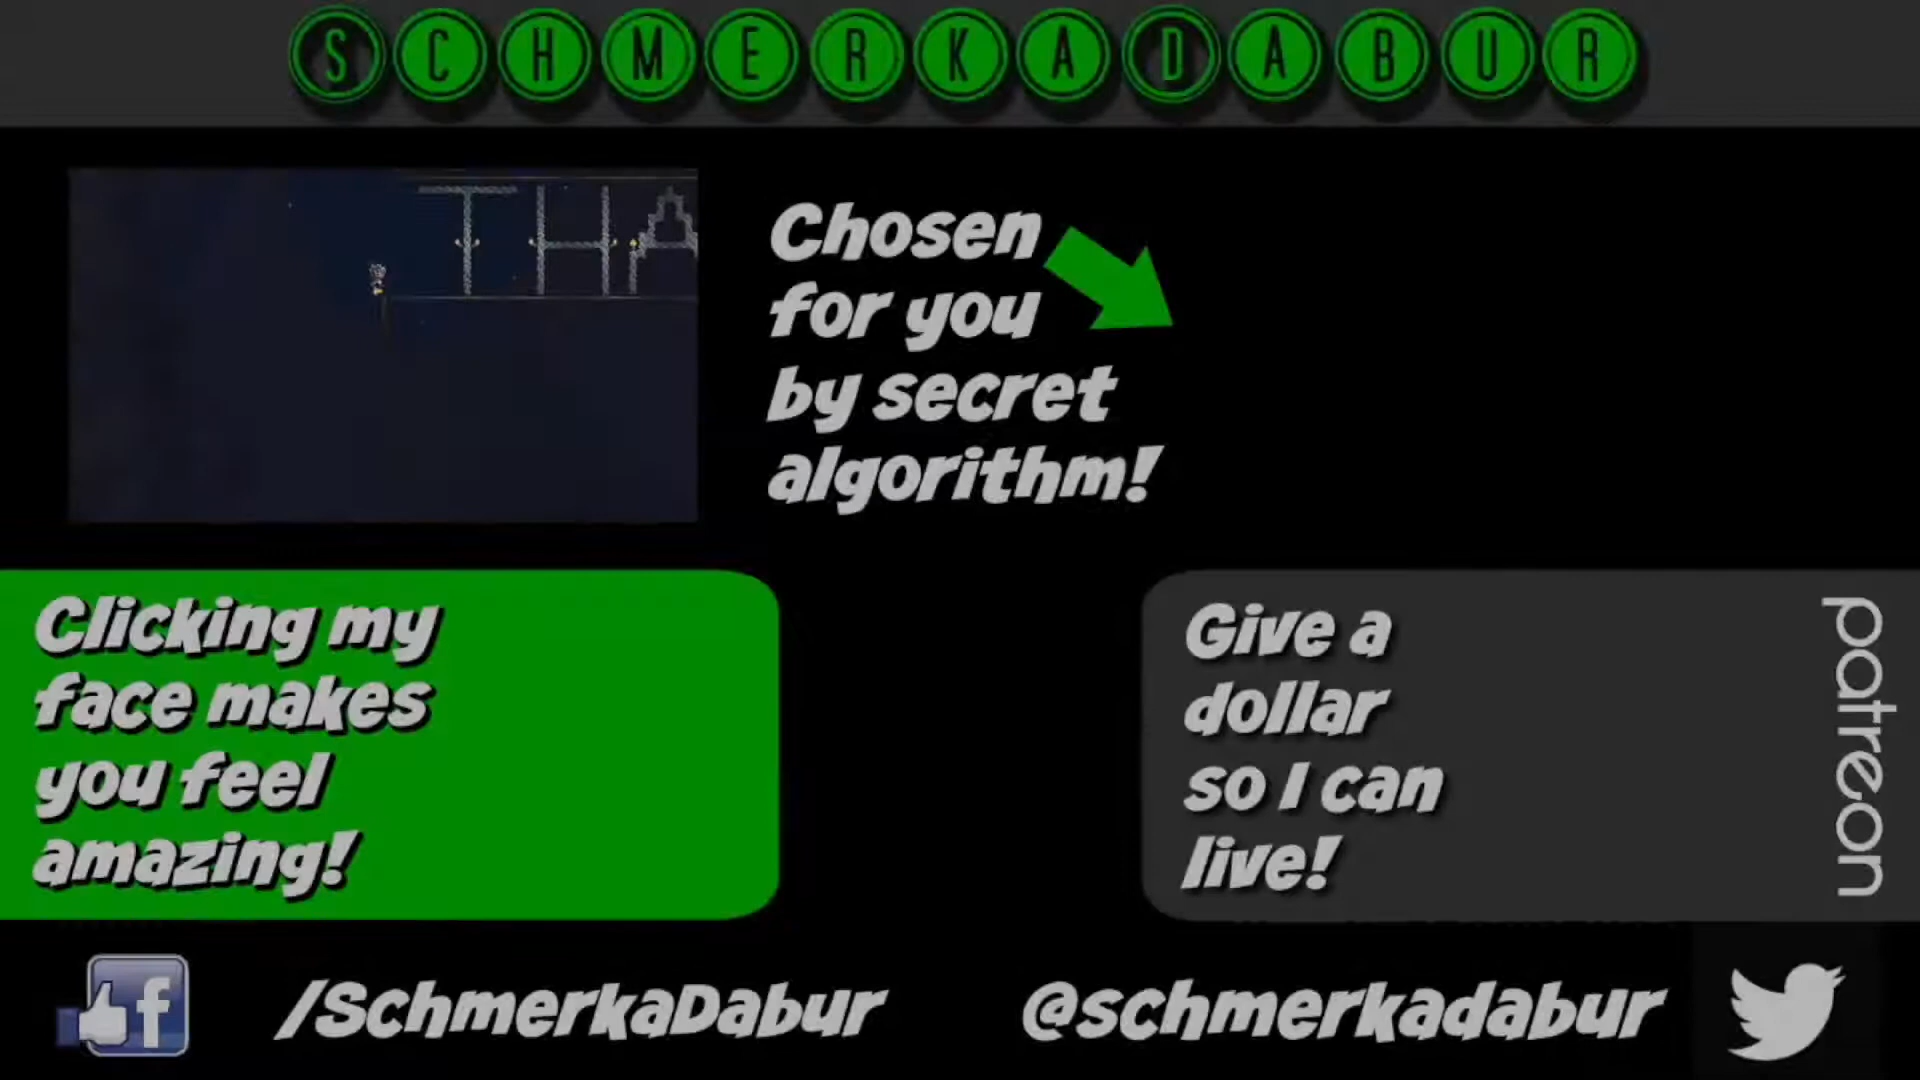 SCHMERKADABUR
THA
Chosen
for you
by secret
algorithm!
Clicking my
face makes
you feel
amazing!
Give a
dollar
so I can
live!
patreon
f
/SchmerkaDabur
@schmerkadabur